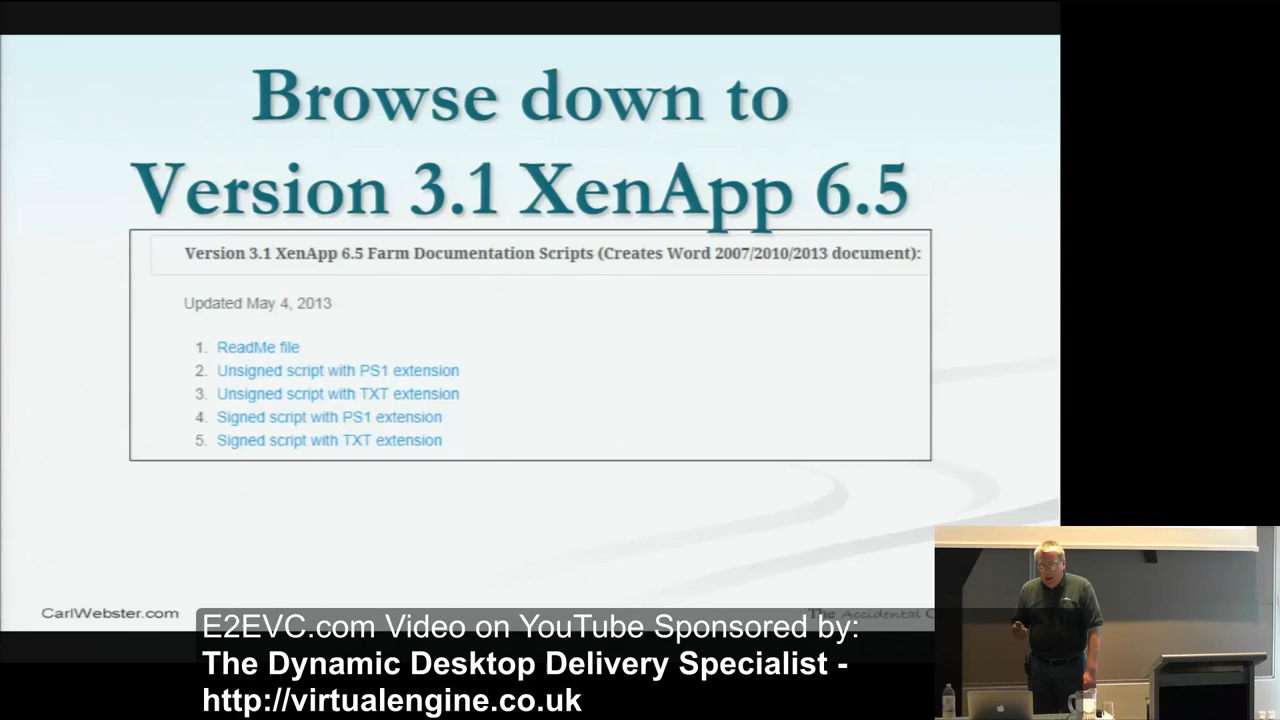 Browse down to
Version 3.1 XenApp 6.5
Version 3.1 XenApp 6.5 Farm Documentation Scripts (Creates Word 2007/2010/2013 document):
Updated May 4, 2013
1. ReadMe file
2. Unsigned script with PS1 extension
3. Unsigned script with TXT extension
4. Signed script with PS1 extension
5. Signed script with TXT extension
CarlWebster.com
The Accidental C
E2EVC.com Video on YouTube Sponsored by:
The Dynamic Desktop Delivery Specialist -
http://virtualengine.co.uk